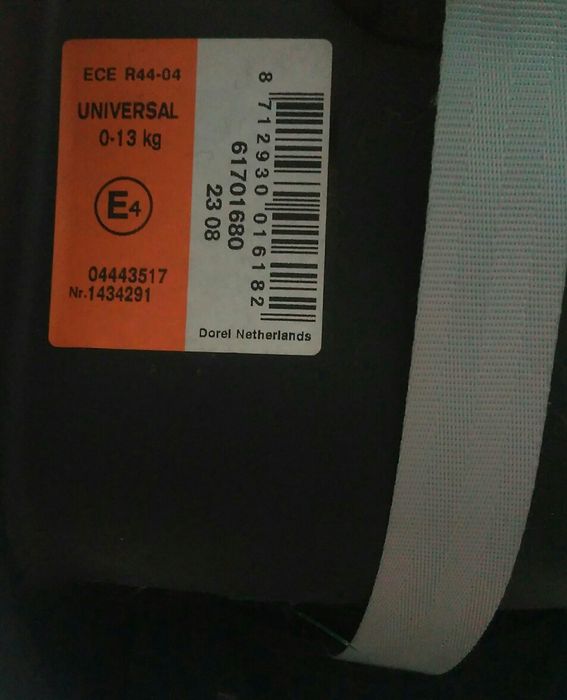 ECE R44-04
UNIVERSAL
0-13 kg
E4
04443517
Nr.1434291
8 712930 016182
61701680
23 08
Dorel Netherlands